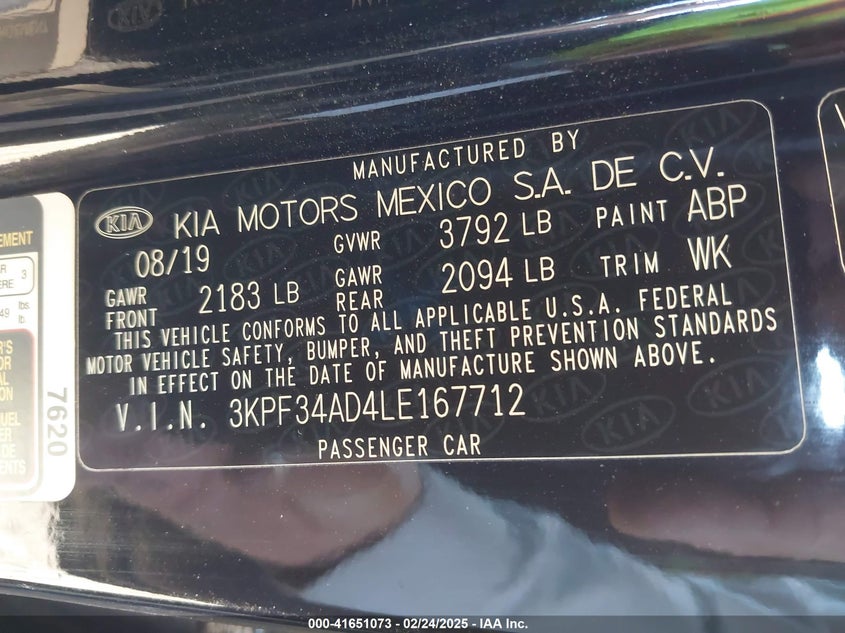 MANUFACTURED BY
KIA KIA MOTORS MEXICO S.A. DE C.V.
08/19 GVWR 3792 LB PAINT ABP
GAWR FRONT 2183 LB GAWR REAR 2094 LB TRIM WK
THIS VEHICLE CONFORMS TO ALL APPLICABLE U.S.A. FEDERAL
MOTOR VEHICLE SAFETY, BUMPER, AND THEFT PREVENTION STANDARDS
IN EFFECT ON THE DATE OF MANUFACTURE SHOWN ABOVE.
V.I.N. 3KPF34AD4LE167712
PASSENGER CAR
7620
000-41651073 - 02/24/2025 - IAA Inc.